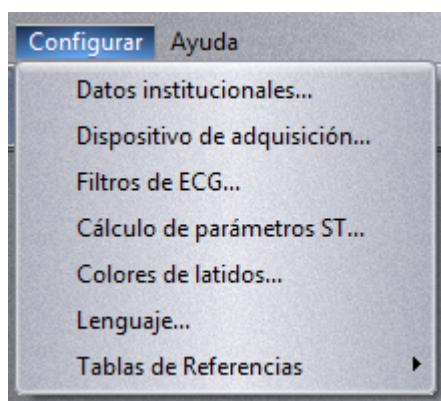 Configurar Ayuda
Datos institucionales...
Dispositivo de adquisición...
Filtros de ECG...
Cálculo de parámetros ST...
Colores de latidos...
Lenguaje...
Tablas de Referencias